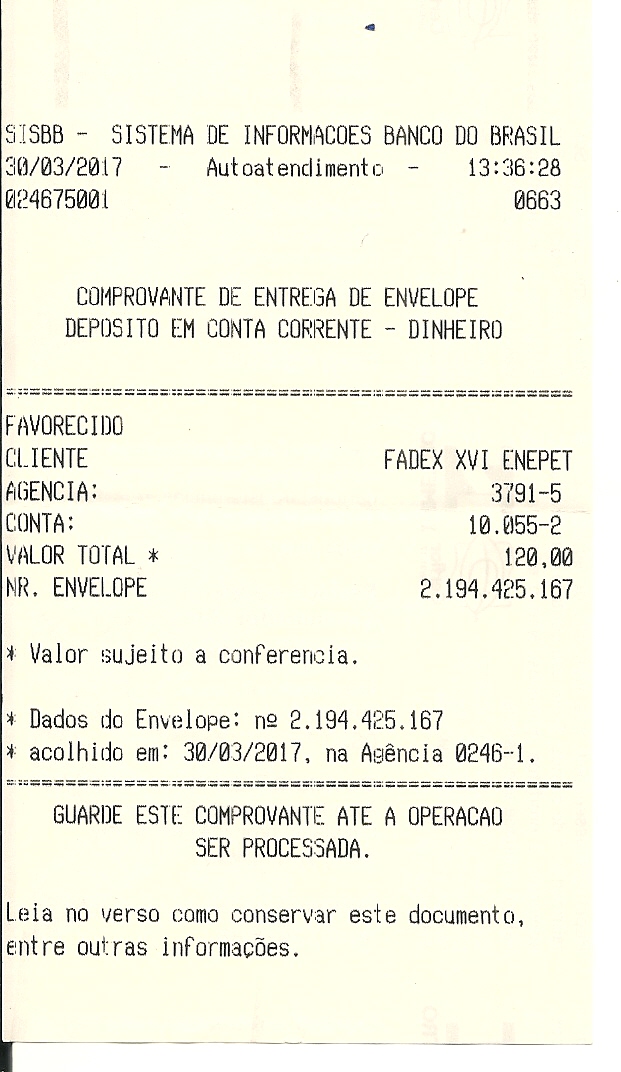 SISBB - SISTEMA DE INFORMACOES BANCO DO BRASIL
30/03/2017 - Autoatendimento - 13:36:28
024675001 0663
COMPROVANTE DE ENTREGA DE ENVELOPE
DEPOSITO EM CONTA CORRENTE - DINHEIRO
================================================
FAVORECIDO
CLIENTE FADEX XVI ENEPET
AGENCIA: 3791-5
CONTA: 10.055-2
VALOR TOTAL * 120,00
NR. ENVELOPE 2.194.425.167
* Valor sujeito a conferencia.
* Dados do Envelope: nº 2.194.425.167
* acolhido em: 30/03/2017, na Agência 0246-1.
================================================
GUARDE ESTE COMPROVANTE ATE A OPERACAO
SER PROCESSADA.
Leia no verso como conservar este documento,
entre outras informações.